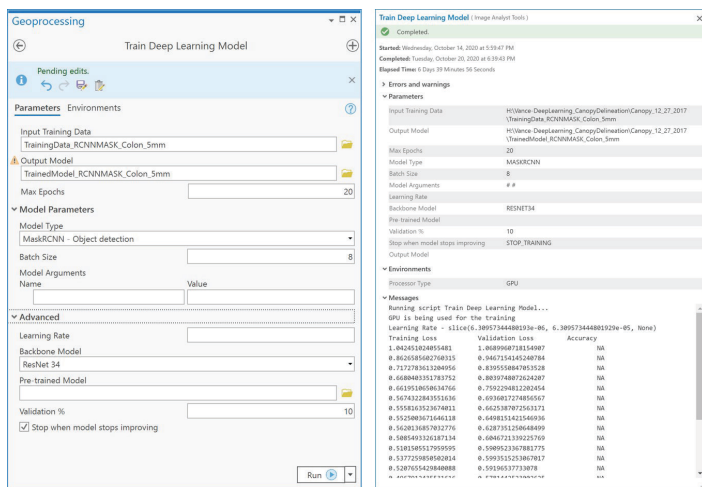 Geoprocessing
Train Deep Learning Model
Pending edits.
Parameters Environments
Input Training Data
TrainingData_RCNNMASK_Colon_5mm
Output Model
TrainedModel_RCNNMASK_Colon_5mm
Max Epochs 20
Model Parameters
Model Type
MaskRCNN - Object detection
Batch Size 8
Model Arguments
Name Value
Advanced
Learning Rate
Backbone Model
ResNet 34
Pre-trained Model
Validation % 10
Stop when model stops improving
Run
Train Deep Learning Model ( Image Analyst Tools )
Completed.
Started: Wednesday, October 14, 2020 at 5:59:47 PM
Completed: Tuesday, October 20, 2020 at 6:39:43 PM
Elapsed Time: 6 Days 39 Minutes 56 Seconds
Errors and warnings
Parameters
Input Training Data H:\Vance-DeepLearning_CanopyDelineation\Canopy_12_27_2017
\TrainingData_RCNNMASK_Colon_5mm
Output Model H:\Vance-DeepLearning_CanopyDelineation\Canopy_12_27_2017
\TrainedModel_RCNNMASK_Colon_5mm
Max Epochs 20
Model Type MASKRCNN
Batch Size 8
Model Arguments # #
Learning Rate
Backbone Model RESNET34
Pre-trained Model
Validation % 10
Stop when model stops improving STOP_TRAINING
Output Model
Environments
Processor Type GPU
Messages
Running script Train Deep Learning Model...
GPU is being used for the training
Learning Rate - slice(6.30957344480193e-06, 6.309573444801929e-05, None)
Training Loss Validation Loss Accuracy
1.042451024055481 1.0689960718154907 NA
0.8626585602760315 0.9467154145240784 NA
0.7172783613204956 0.8395550847053528 NA
0.6680403351783752 0.8039748072624207 NA
0.6619510650634766 0.7592294812202454 NA
0.5674322843551636 0.6936017274856567 NA
0.5558163523674011 0.6625387072563171 NA
0.5525003671646118 0.6498151421546936 NA
0.5620136857032776 0.6287351250648499 NA
0.5085493326187134 0.6046721339225769 NA
0.5101505517959595 0.5909523367881775 NA
0.5377259850502014 0.5993515253067017 NA
0.5207655429840088 0.59196537733078 NA